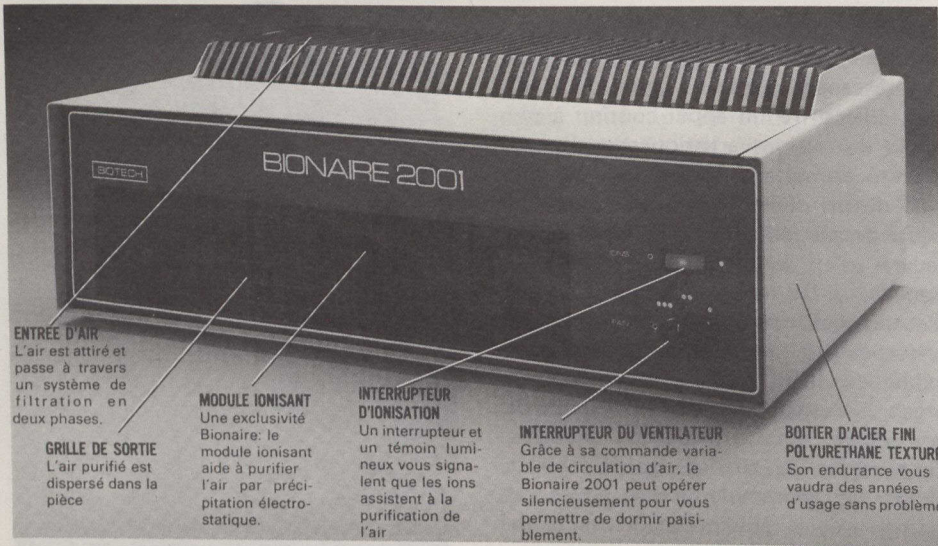 BIOTECH
BIONAIRE 2001
IONS
FAN
ENTRÉE D'AIR
L'air est attiré et
passe à travers
un système de
filtration en
deux phases.
GRILLE DE SORTIE
L'air purifié est
dispersé dans la
pièce
MODULE IONISANT
Une exclusivité
Bionaire: le
module ionisant
aide à purifier
l'air par préci-
pitation électro-
statique.
INTERRUPTEUR
D'IONISATION
Un interrupteur et
un témoin lumi-
neux vous signa-
lent que les ions
assistent à la
purification de
l'air
INTERRUPTEUR DU VENTILATEUR
Grâce à sa commande varia-
ble de circulation d'air, le
Bionaire 2001 peut opérer
silencieusement pour vous
permettre de dormir paisi-
blement.
BOITIER D'ACIER FINI
POLYURETHANE TEXTURE
Son endurance vous
vaudra des années
d'usage sans problème